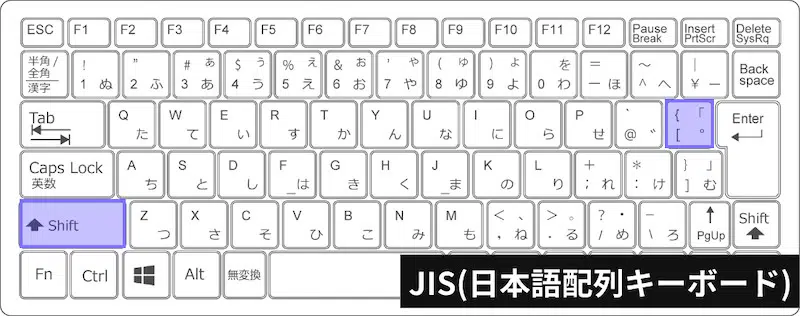 ESC F1 F2 F3 F4 F5 F6 F7 F8 F9 F10 F11 F12 Pause Break Insert PrtScr Delete SysRq
半角/全角 漢字 ! 1 ぬ " 2 ふ # ぁ 3 あ $ ぅ 4 う % ぇ 5 え & ぉ 6 お ' ゃ 7 や ( ゅ 8 ゆ ) ょ 9 よ を 0 わ = - ほ ～ ^ へ | ¥ ー Back space
Tab Q た W て E い R す T か Y ん U な I に O ら P せ ` @ ゛ { 「 [ ゜ Enter
Caps Lock 英数 A ち S と D し F_ は G き H く J_ ま K の L り + ; れ * : け } 」 ] む
Shift Z つ X さ C そ V ひ B こ N み M も < 、 , ね > 。 . る ? ・ / め _ \ ろ PgUp Shift
Fn Ctrl Alt 無変換
JIS(日本語配列キーボード)